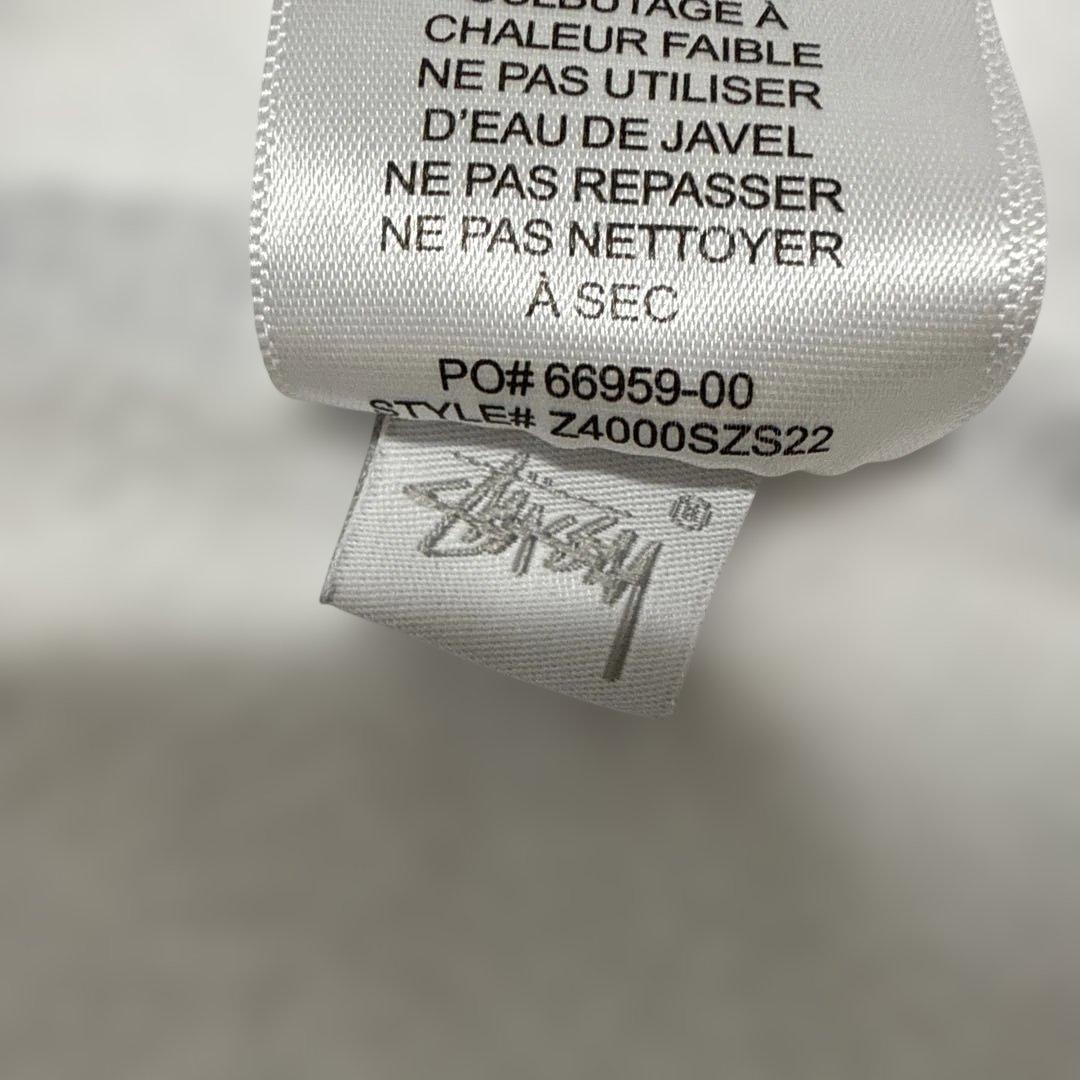 CULBUTAGE À
CHALEUR FAIBLE
NE PAS UTILISER
D'EAU DE JAVEL
NE PAS REPASSER
NE PAS NETTOYER
À SEC
PO# 66959-00
STYLE# Z4000SZS22
Stüssy
®